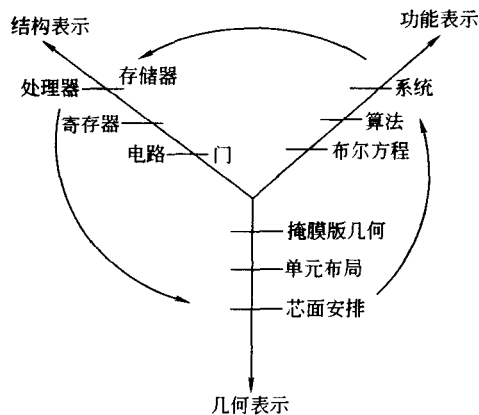 结构表示
功能表示
处理器
存储器
系统
寄存器
算法
电路
门
布尔方程
掩膜版几何
单元布局
芯面安排
几何表示